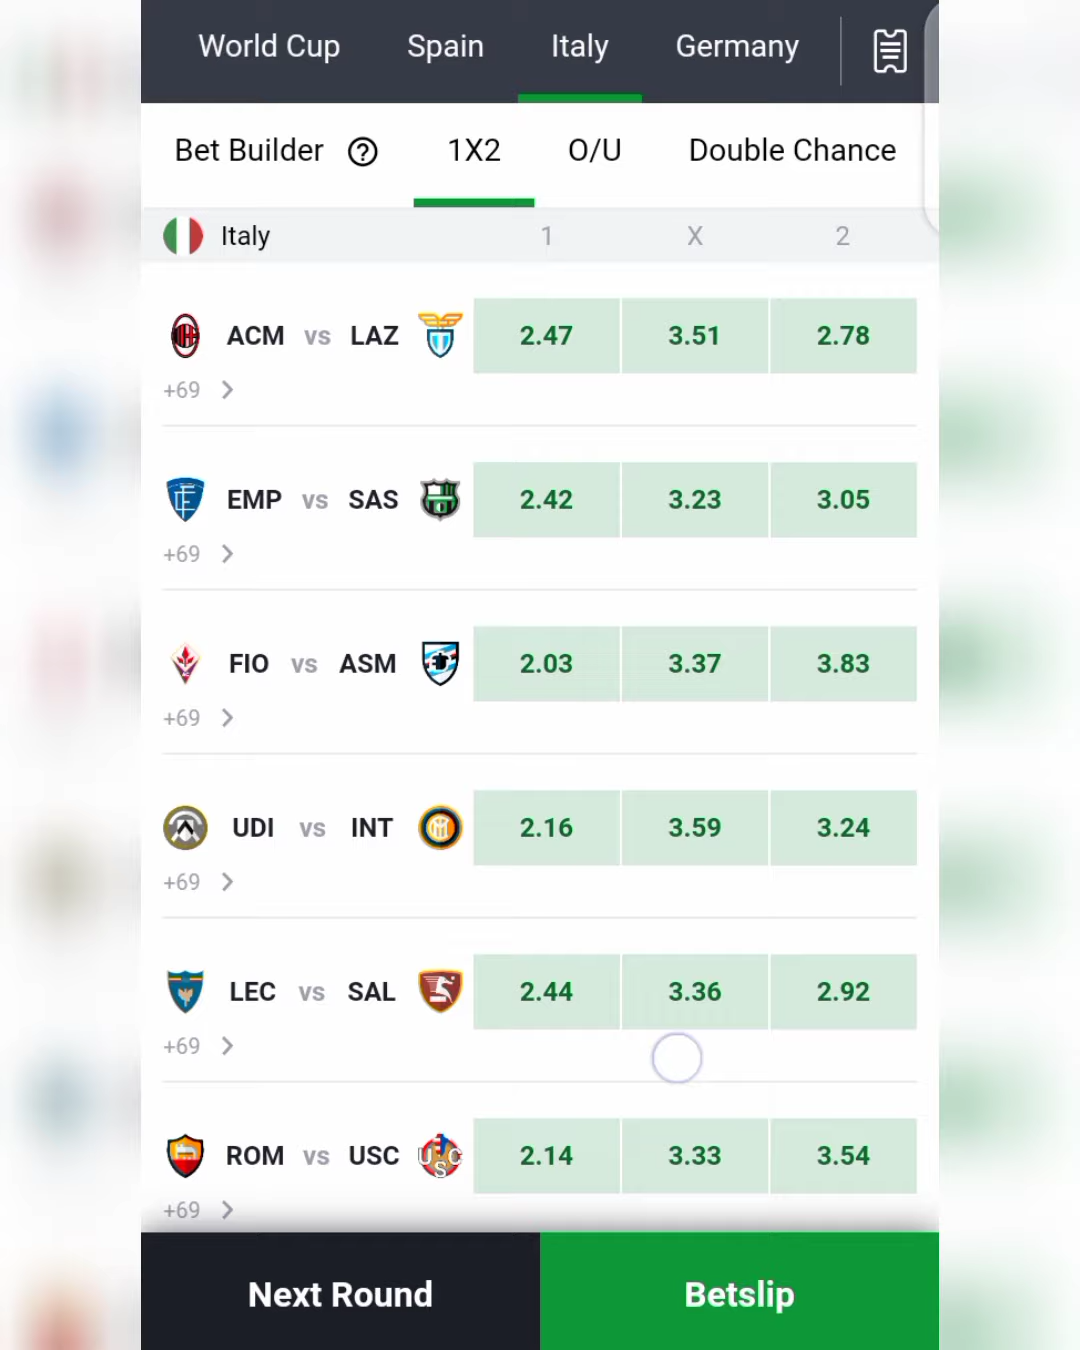 World Cup Spain Italy Germany
Bet Builder ? 1X2 O/U Double Chance
Italy 1 X 2
ACM vs LAZ 2.47 3.51 2.78
+69
EMP vs SAS 2.42 3.23 3.05
+69
FIO vs ASM 2.03 3.37 3.83
+69
UDI vs INT 2.16 3.59 3.24
+69
LEC vs SAL 2.44 3.36 2.92
+69
ROM vs USC 2.14 3.33 3.54
+69
Next Round Betslip